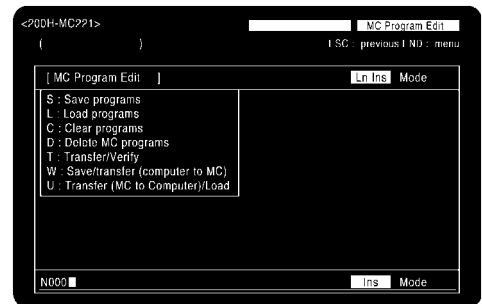 <200H-MC221>
MC Program Edit
( )
ESC : previous END : menu
[ MC Program Edit ]
Ln Ins Mode
S : Save programs
L : Load programs
C : Clear programs
D : Delete MC programs
T : Transfer/Verify
W : Save/transfer (computer to MC)
U : Transfer (MC to Computer)/Load
N000
Ins Mode